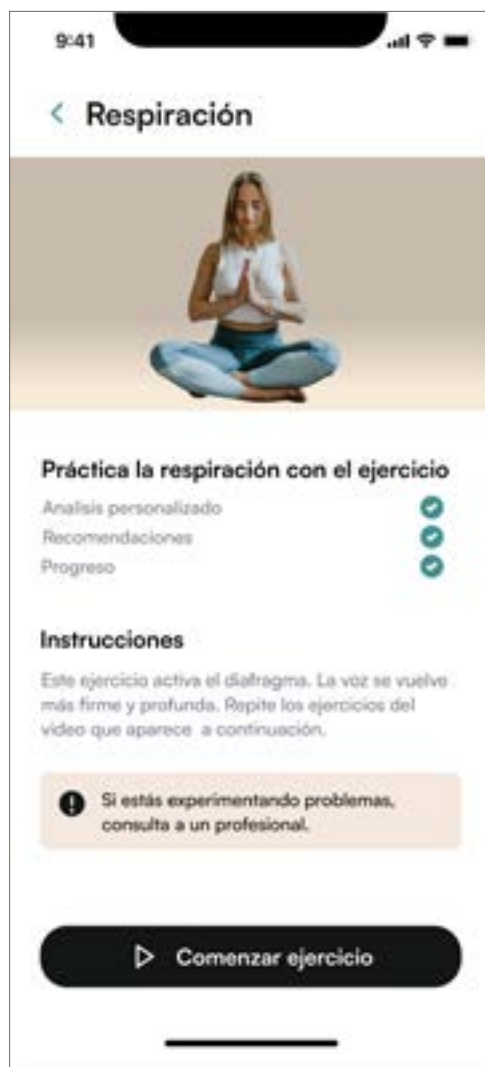 9:41
Respiración
Práctica la respiración con el ejercicio
Analisis personalizado
Recomendaciones
Progreso
Instrucciones
Este ejercicio activa el diafragma. La voz se vuelve
más firme y profunda. Repite los ejercicios del
video que aparece a continuación.
Si estás experimentando problemas,
consulta a un profesional.
Comenzar ejercicio